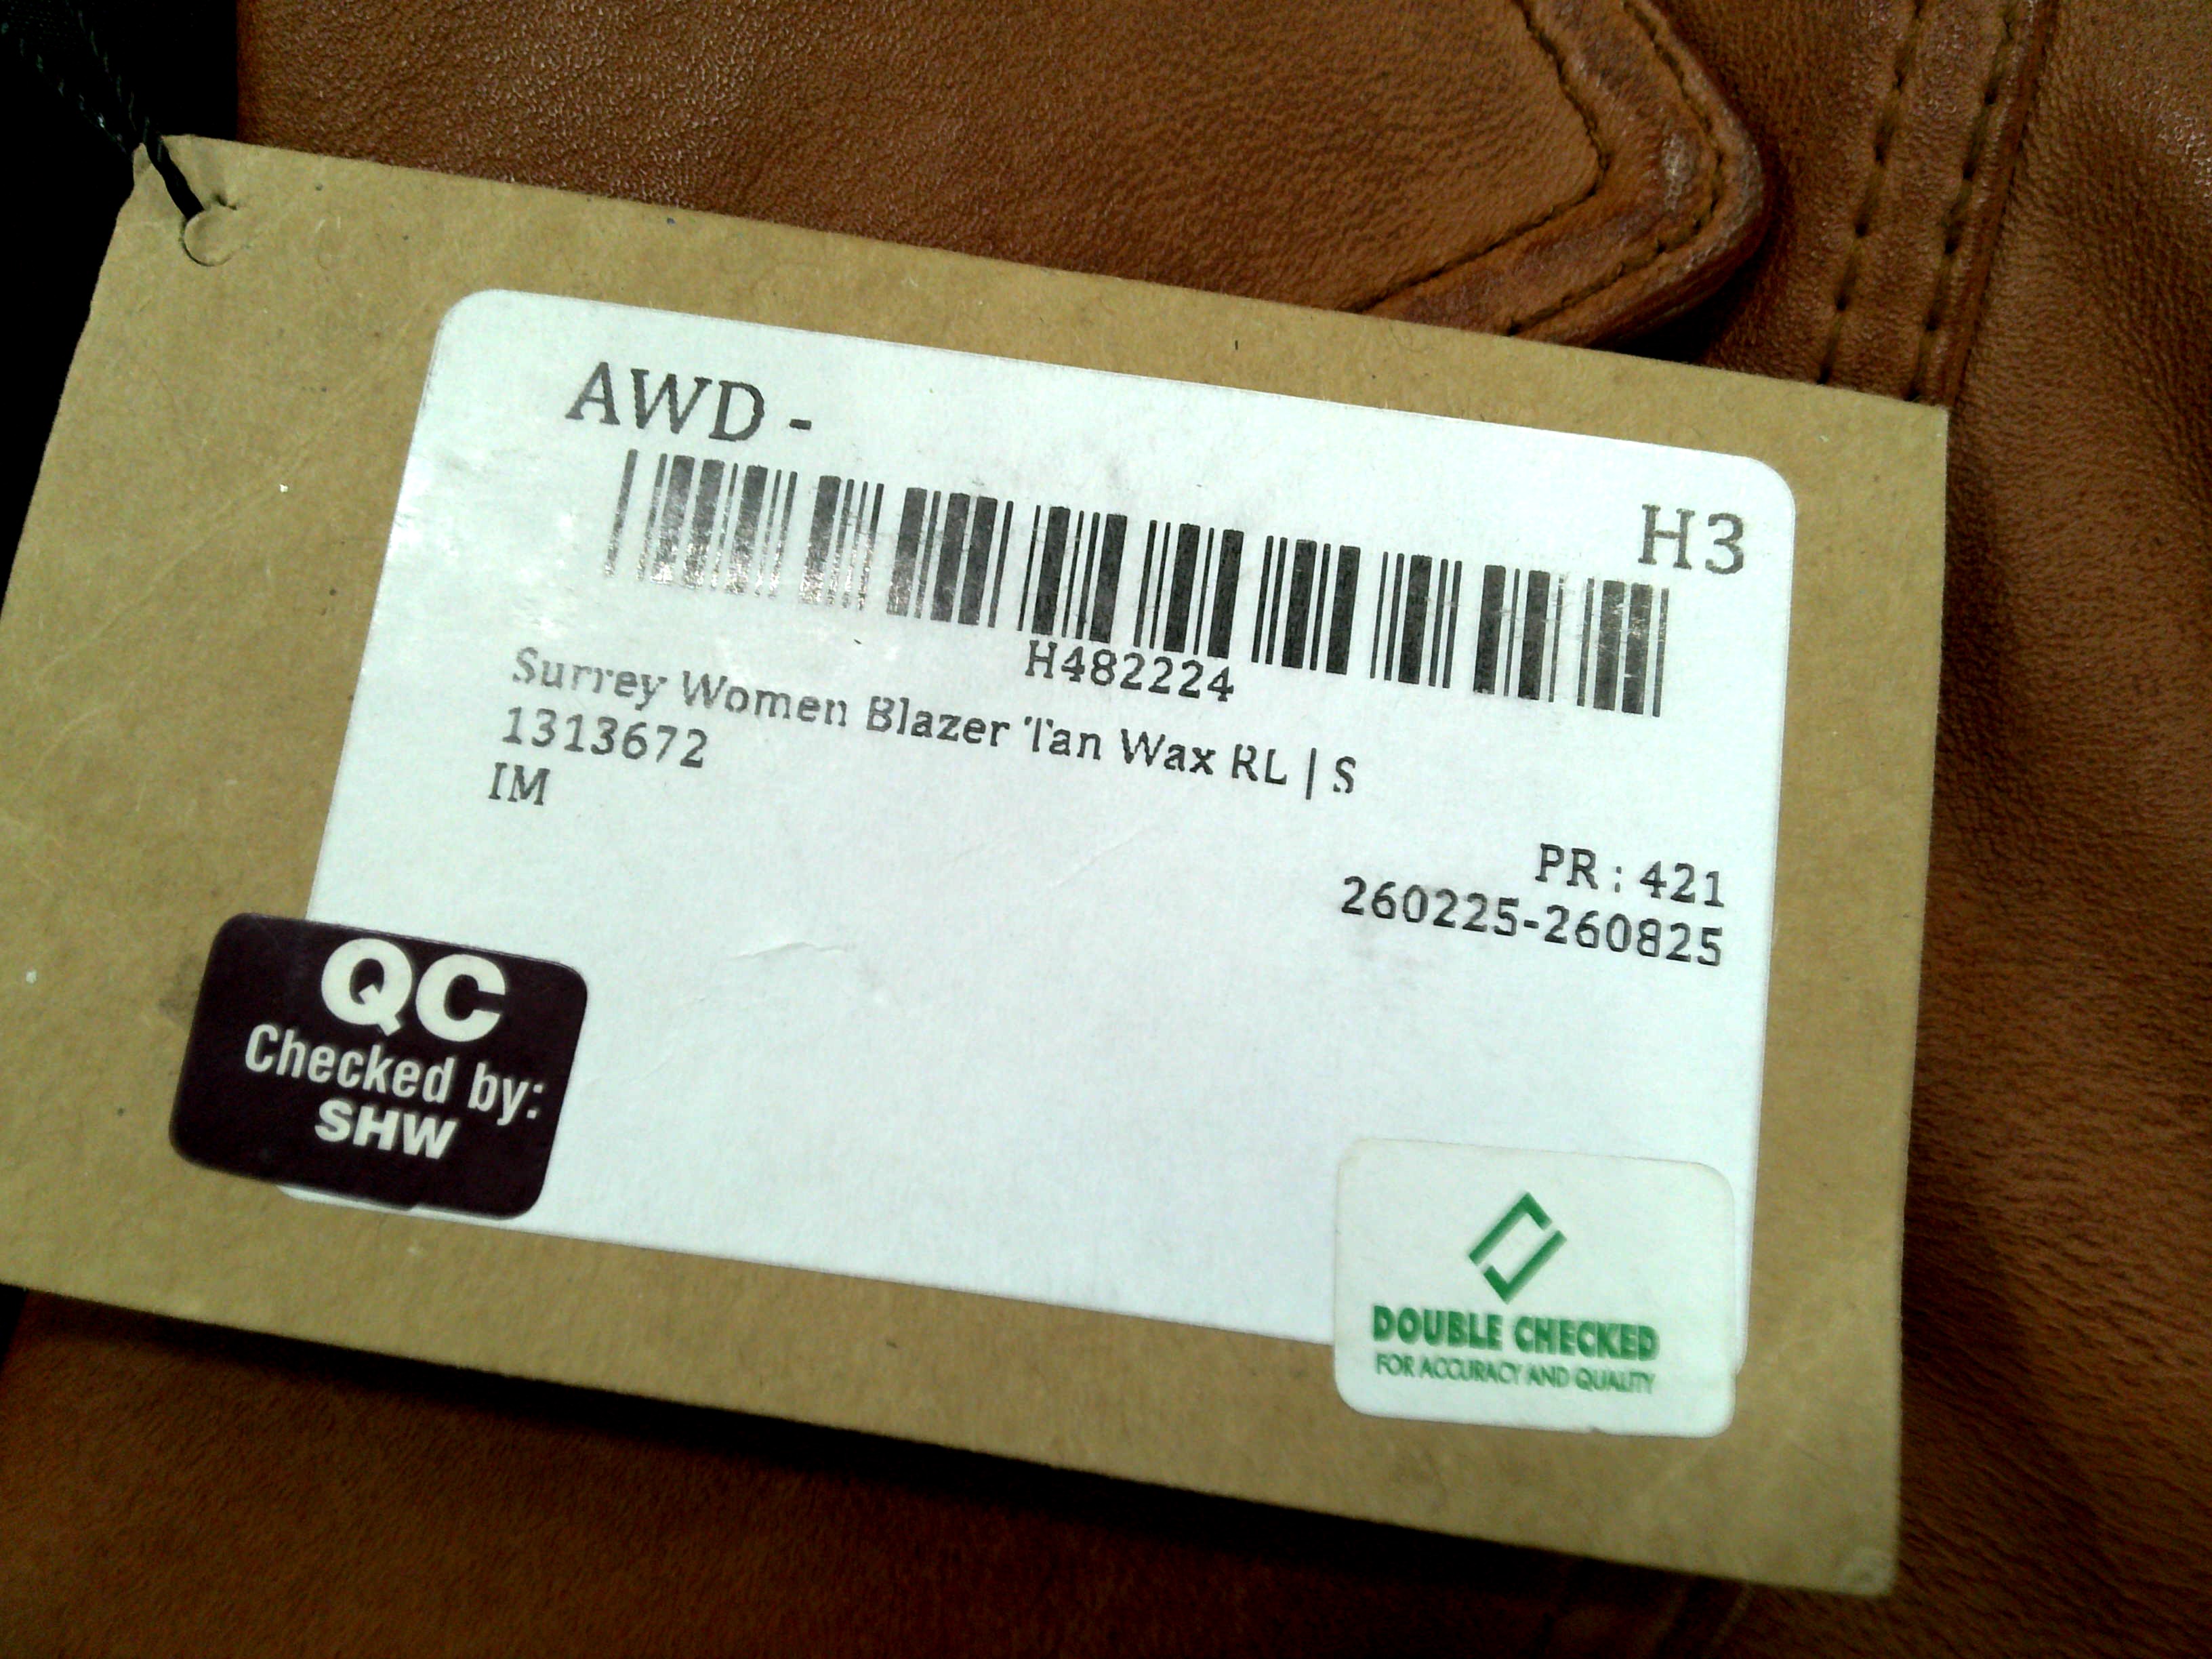 AWD -
H3
H482224
Surrey Women Blazer Tan Wax RL | S
1313672
IM
PR : 421
260225-260825
QC
Checked by:
SHW
DOUBLE CHECKED
FOR ACCURACY AND QUALITY